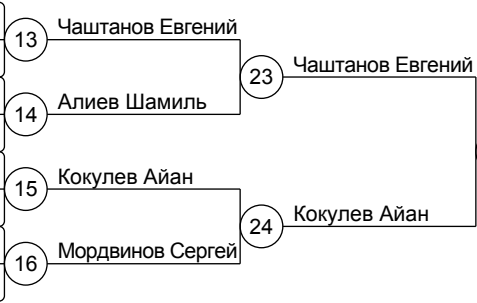 13 Чаштанов Евгений
23 Чаштанов Евгений
14 Алиев Шамиль
15 Кокулев Айан
24 Кокулев Айан
16 Мордвинов Сергей